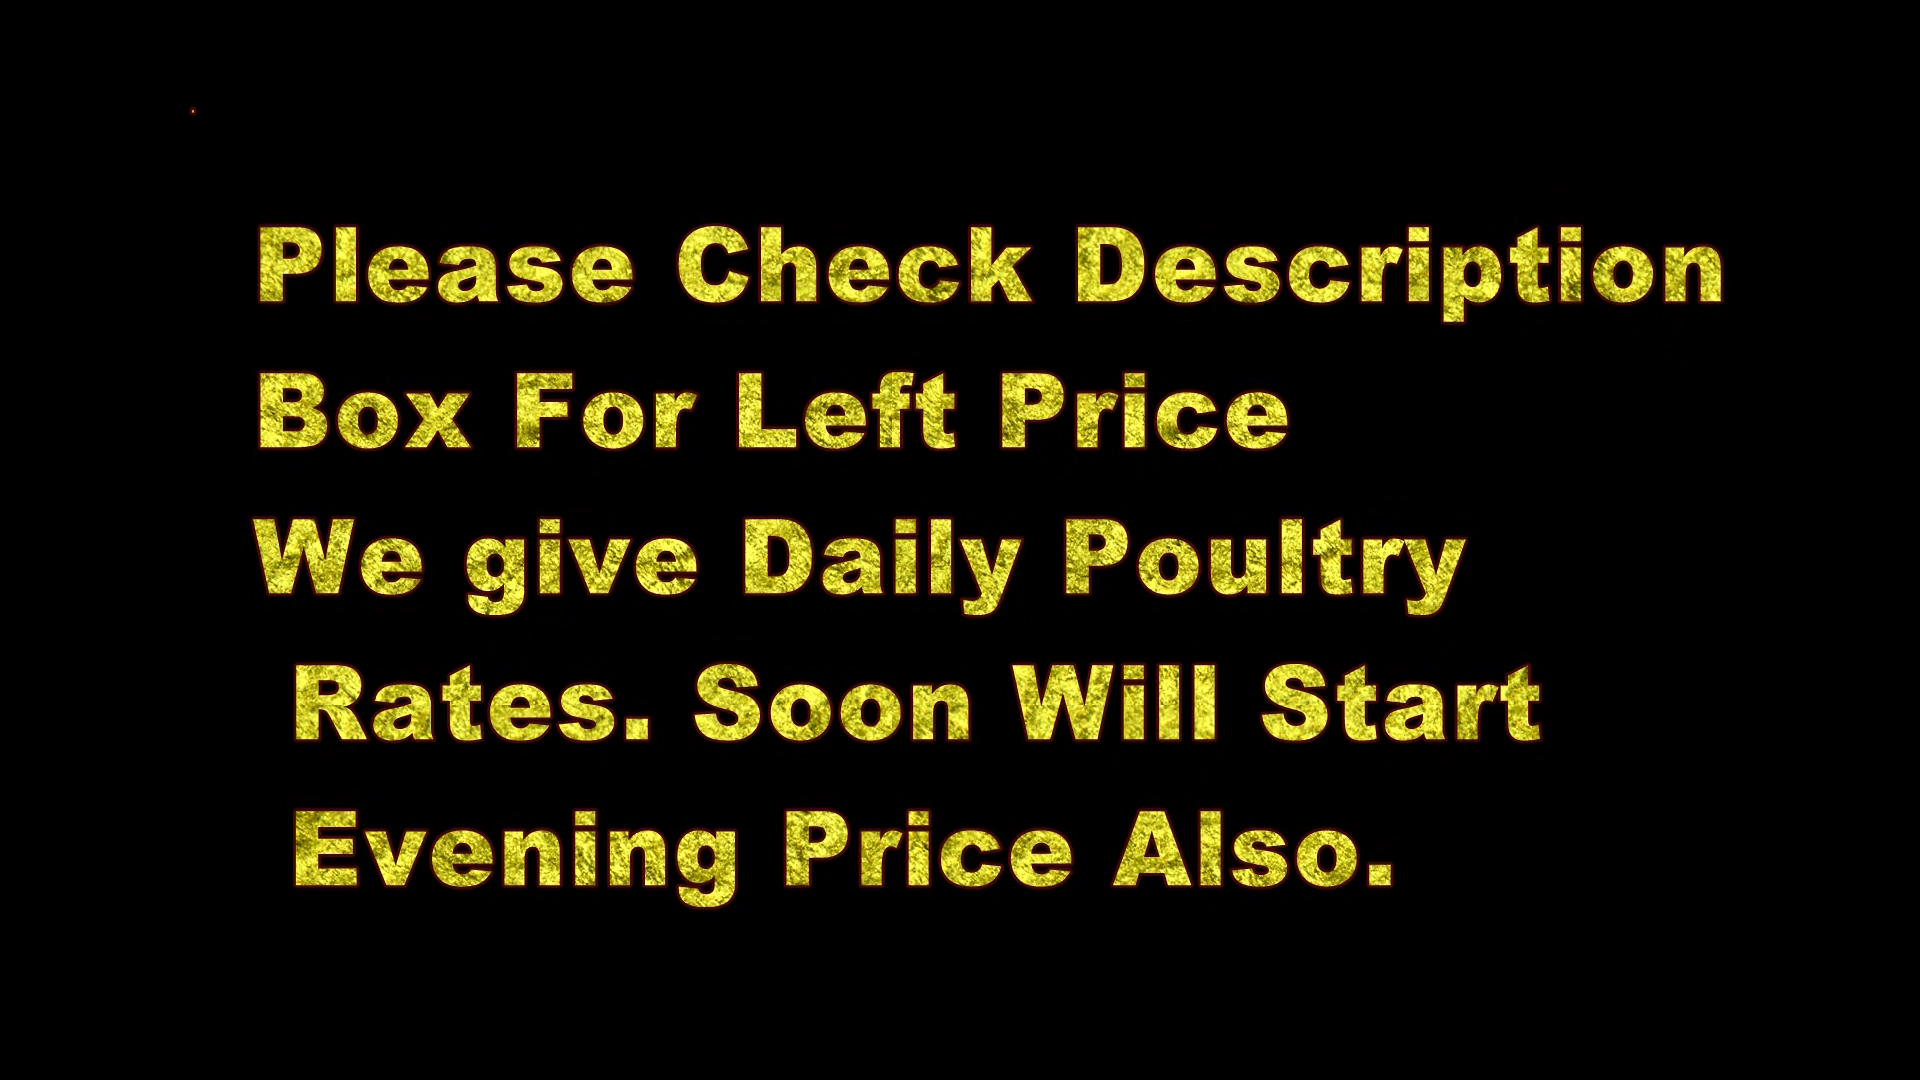 Please Check Description
Box For Left Price
We give Daily Poultry
Rates. Soon Will Start
Evening Price Also.